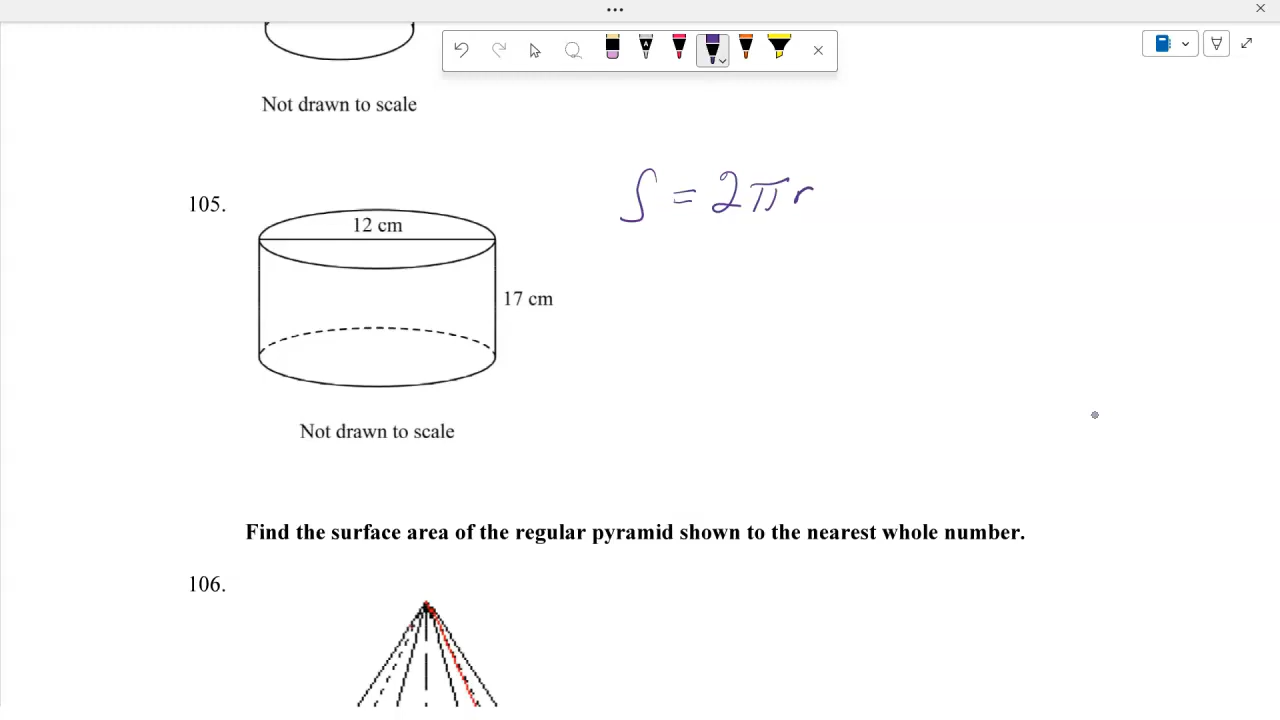 Not drawn to scale
S = 2πr
105.
12 cm
17 cm
Not drawn to scale
Find the surface area of the regular pyramid shown to the nearest whole number.
106.